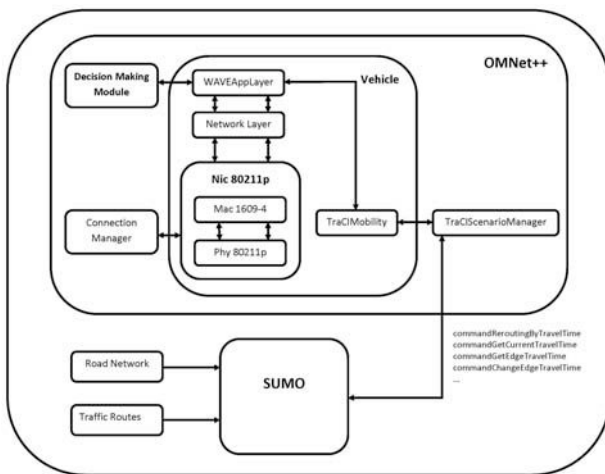 OMNet++
Decision Making
Module
WAVEAppLayer
Vehicle
Network Layer
Nic 80211p
Mac 1609-4
Phy 80211p
Connection
Manager
TraCIMobility
TraCIScenarioManager
commandReroutingByTravelTime
commandGetCurrentTravelTime
commandGetEdgeTravelTime
commandChangeEdgeTravelTime
...
Road Network
SUMO
Traffic Routes